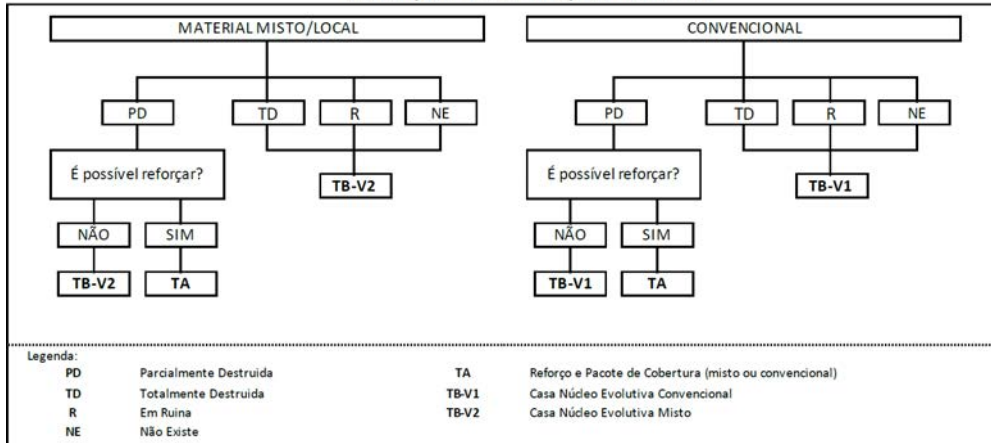 MATERIAL MISTO/LOCAL
PD
TD
R
NE
É possível reforçar?
TB-V2
NÃO
SIM
TB-V2
TA
CONVENCIONAL
PD
TD
R
NE
É possível reforçar?
TB-V1
NÃO
SIM
TB-V1
TA
Legenda:
PD Parcialmente Destruida
TD Totalmente Destruida
R Em Ruina
NE Não Existe
TA Reforço e Pacote de Cobertura (misto ou convencional)
TB-V1 Casa Núcleo Evolutiva Convencional
TB-V2 Casa Núcleo Evolutiva Misto